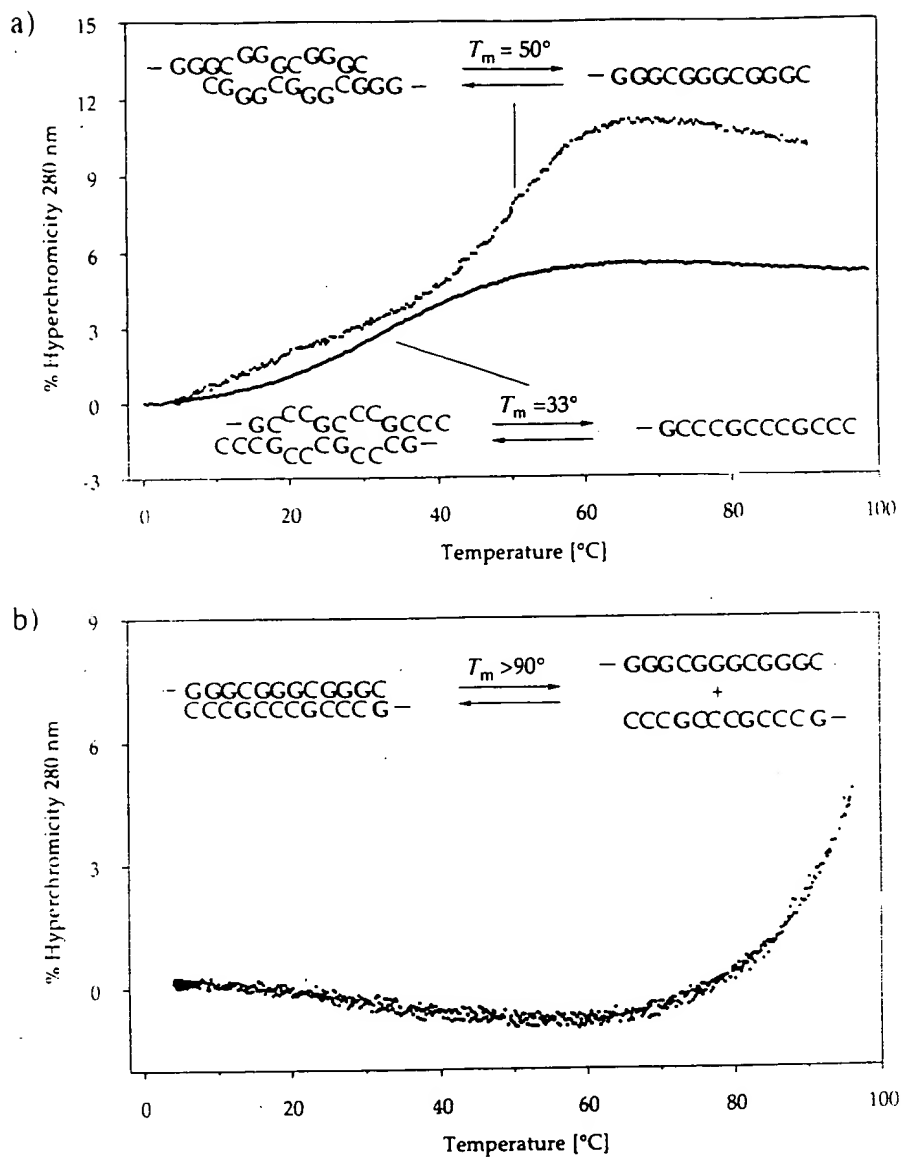 a)
15
12
9
6
3
0
-3
% Hyperchromicity 280 nm
– GGGC GG GC GG GC
CG GG CG GG CGGG –
Tm = 50°
– GGGCGGGCGGGC
– GC CC GC CC GCCC
CCCG CC CG CC CG –
Tm =33°
– GCCCGCCCGCCC
0 20 40 60 80 100
Temperature [°C]
b)
9
6
3
0
% Hyperchromicity 280 nm
- GGGCGGGCGGGC
CCCGCCCGCCCG –
Tm >90°
– GGGCGGGCGGGC
+
CCCGCCCGCCCG –
0 20 40 60 80 100
Temperature [°C]